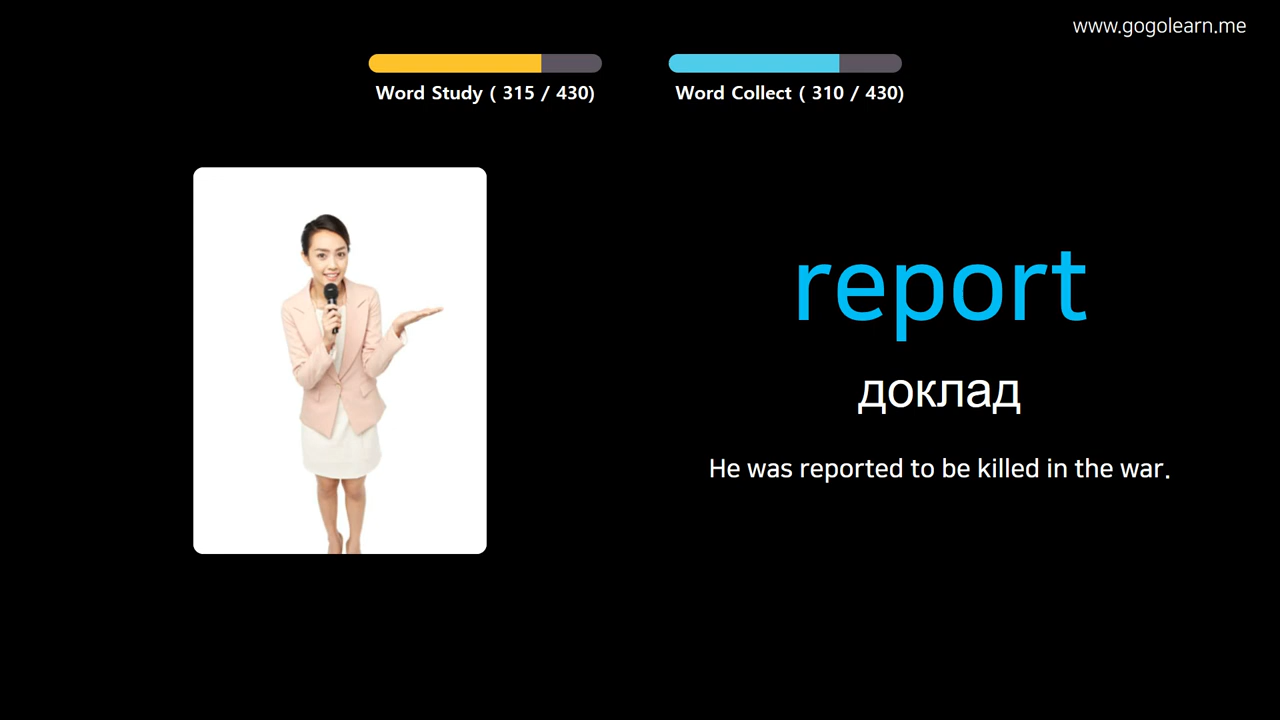 www.gogolearn.me
Word Study ( 315 / 430)
Word Collect ( 310 / 430)
report
доклад
He was reported to be killed in the war.